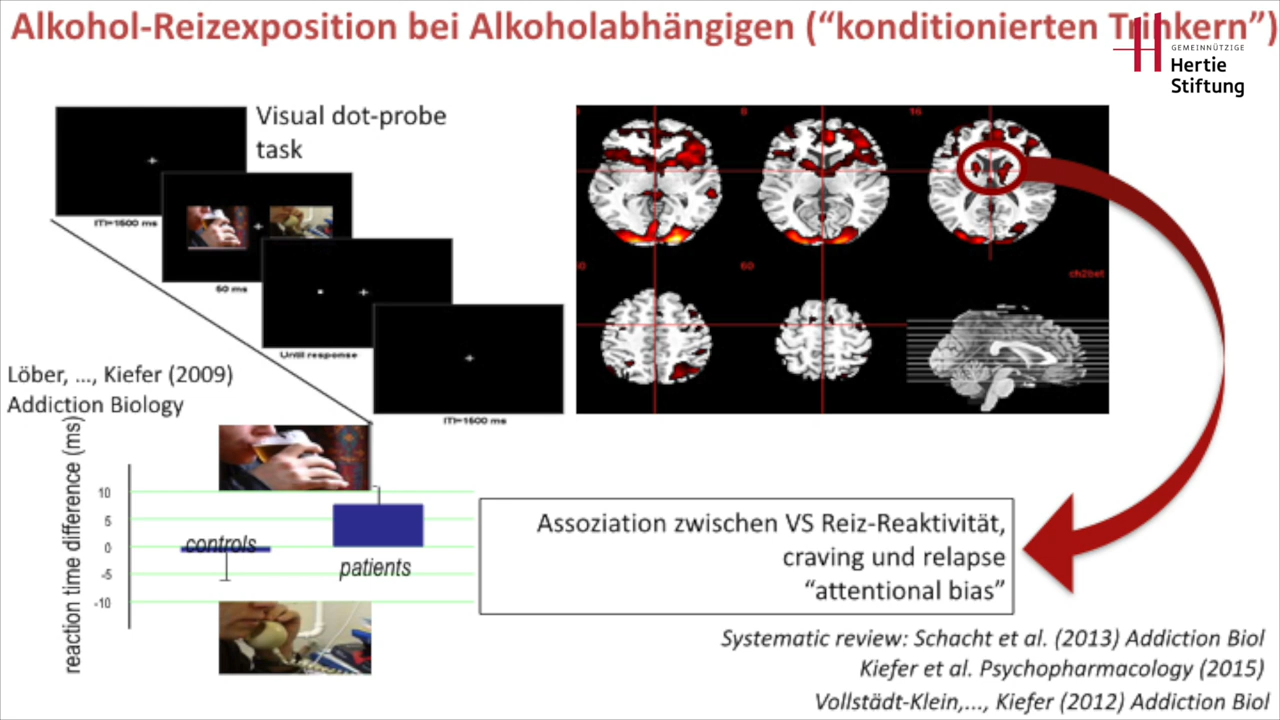 Alkohol-Reizexposition bei Alkoholabhängigen (“konditionierten Trinkern”)
GEMEINNÜTZIGE
Hertie
Stiftung
Visual dot-probe
task
ITI=1500 ms
50 ms
Until response
ITI=1500 ms
8
16
60
ch2bet
Löber, ..., Kiefer (2009)
Addiction Biology
reaction time difference (ms)
10
5
0
-5
-10
controls
patients
Assoziation zwischen VS Reiz-Reaktivität,
craving und relapse
“attentional bias”
Systematic review: Schacht et al. (2013) Addiction Biol
Kiefer et al. Psychopharmacology (2015)
Vollstädt-Klein,..., Kiefer (2012) Addiction Biol